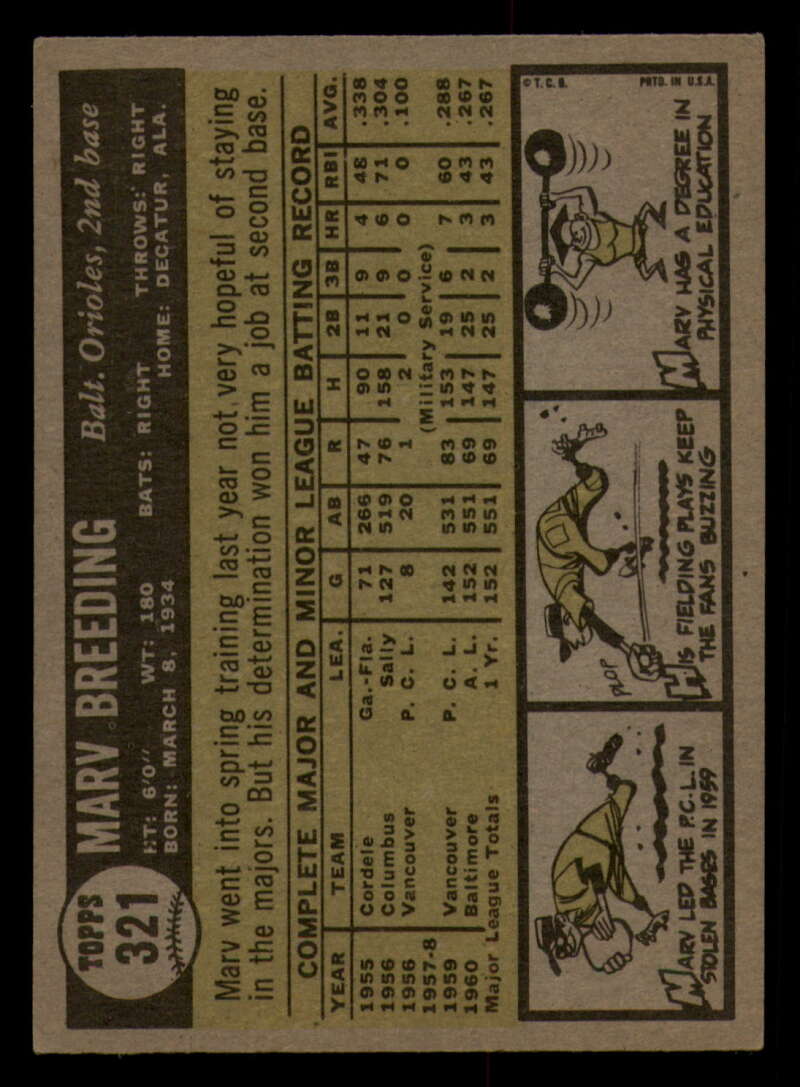 TOPPS
321
MARV BREEDING
Balt. Orioles, 2nd base
HT: 6'0" WT: 180 BATS: RIGHT THROWS: RIGHT
BORN: MARCH 8, 1934 HOME: DECATUR, ALA.
Marv went into spring training last year not very hopeful of staying
in the majors. But his determination won him a job at second base.
COMPLETE MAJOR AND MINOR LEAGUE BATTING RECORD
YEAR TEAM LEA. G AB R H 2B 3B HR RBI AVG.
1955 Cordele Ga.-Fla. 71 266 47 90 11 9 4 48 .338
1956 Columbus Sally 127 519 76 158 21 9 6 71 .304
1956 Vancouver P. C. L. 8 20 1 2 0 0 0 0 .100
1957-8 (Military Service)
1959 Vancouver P. C. L. 142 531 83 153 19 6 7 60 .288
1960 Baltimore A. L. 152 551 69 147 25 2 3 43 .267
Major League Totals 1 Yr. 152 551 69 147 25 2 3 43 .267
MARV LED THE P.C.L. IN
STOLEN BASES IN 1959
PLOP
HIS FIELDING PLAYS KEEP
THE FANS BUZZING
© T. C. G. PRTD. IN U.S.A.
MARV HAS A DEGREE IN
PHYSICAL EDUCATION